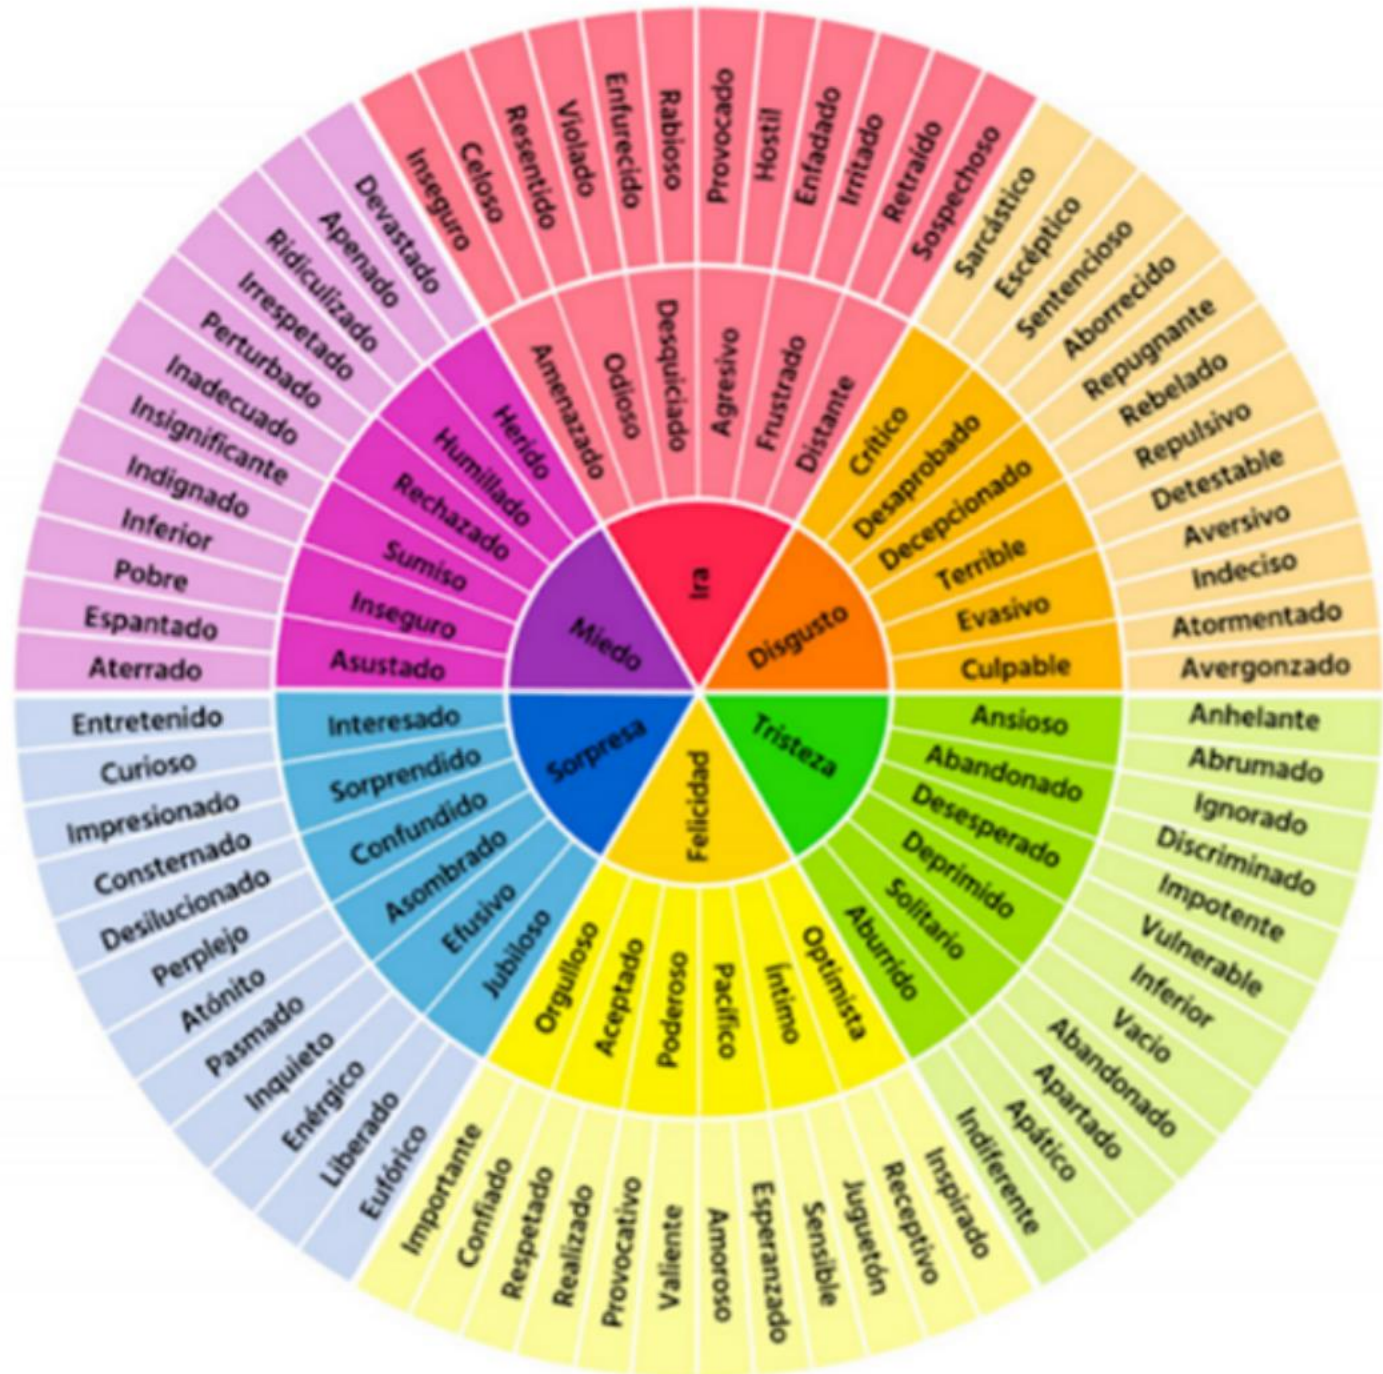 Ira
Disgusto
Tristeza
Felicidad
Sorpresa
Miedo
Amenazado
Odioso
Desquiciado
Agresivo
Frustrado
Distante
Crítico
Desaprobado
Decepcionado
Terrible
Evasivo
Culpable
Ansioso
Abandonado
Desesperado
Deprimido
Solitario
Aburrido
Optimista
Íntimo
Pacífico
Poderoso
Aceptado
Orgulloso
Jubiloso
Efusivo
Asombrado
Confundido
Sorprendido
Interesado
Asustado
Inseguro
Sumiso
Rechazado
Humillado
Herido
Inseguro
Celoso
Resentido
Violado
Enfurecido
Rabioso
Provocado
Hostil
Enfadado
Irritado
Retraído
Sospechoso
Sarcástico
Escéptico
Sentencioso
Aborrecido
Repugnante
Rebelado
Repulsivo
Detestable
Aversivo
Indeciso
Atormentado
Avergonzado
Anhelante
Abrumado
Ignorado
Discriminado
Impotente
Vulnerable
Inferior
Vacio
Abandonado
Apartado
Apático
Indiferente
Inspirado
Receptivo
Juguetón
Sensible
Esperanzado
Amoroso
Valiente
Provocativo
Realizado
Respetado
Confiado
Importante
Eufórico
Liberado
Enérgico
Inquieto
Pasmado
Atónito
Perplejo
Desilucionado
Consternado
Impresionado
Curioso
Entretenido
Aterrado
Espantado
Pobre
Inferior
Indignado
Insignificante
Inadecuado
Perturbado
Irrespetado
Ridiculizado
Apenado
Devastado